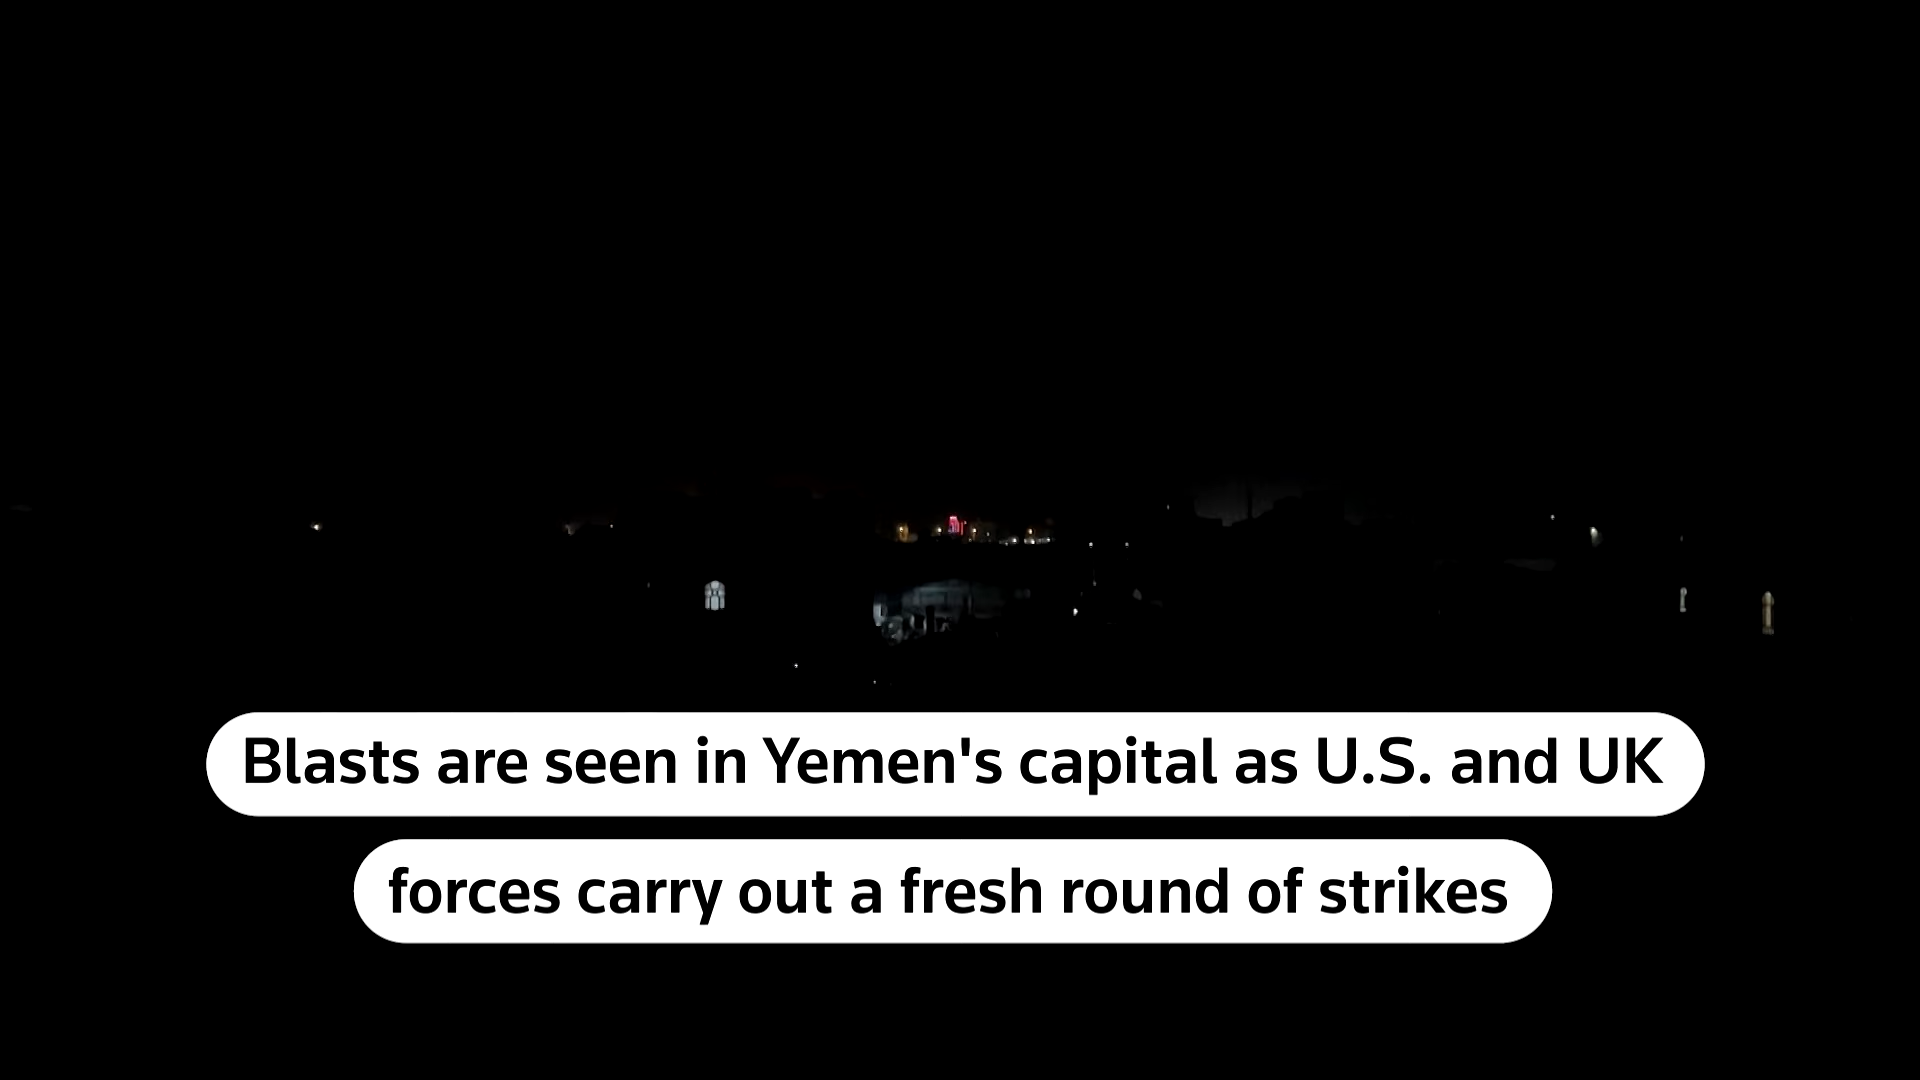 Blasts are seen in Yemen's capital as U.S. and UK
forces carry out a fresh round of strikes